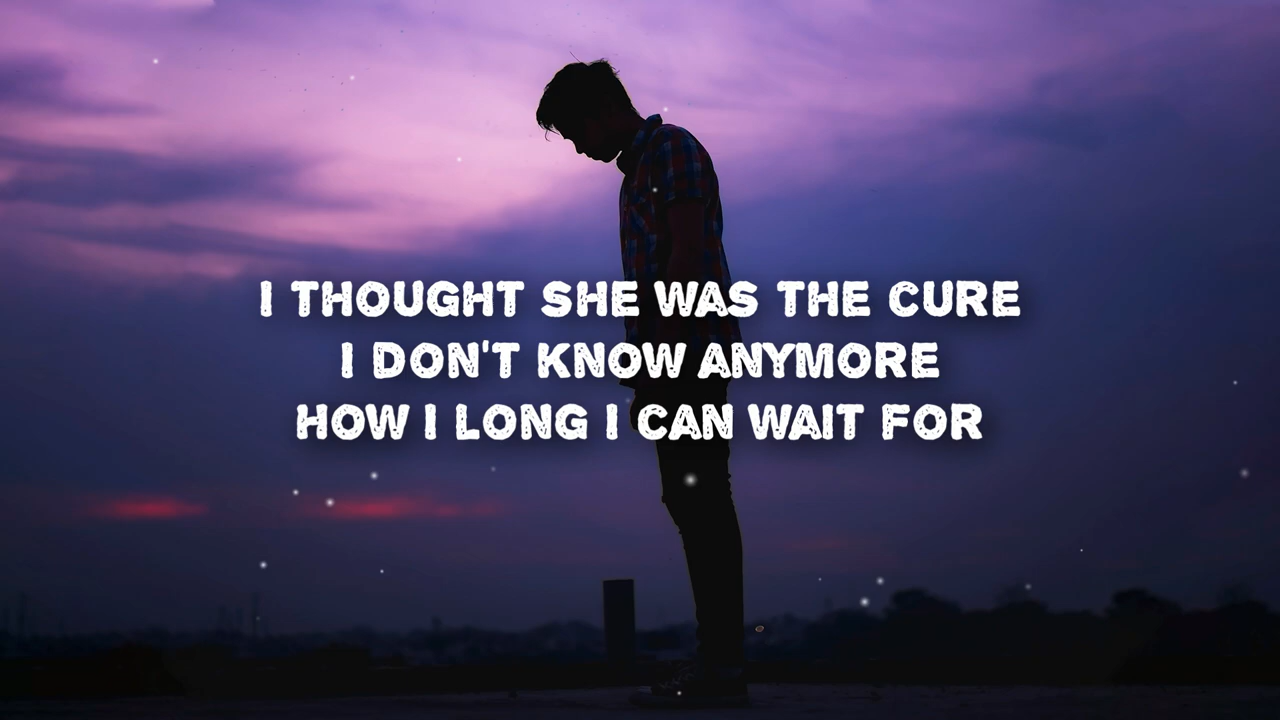 I THOUGHT SHE WAS THE CURE
I DON'T KNOW ANYMORE
HOW I LONG I CAN WAIT FOR